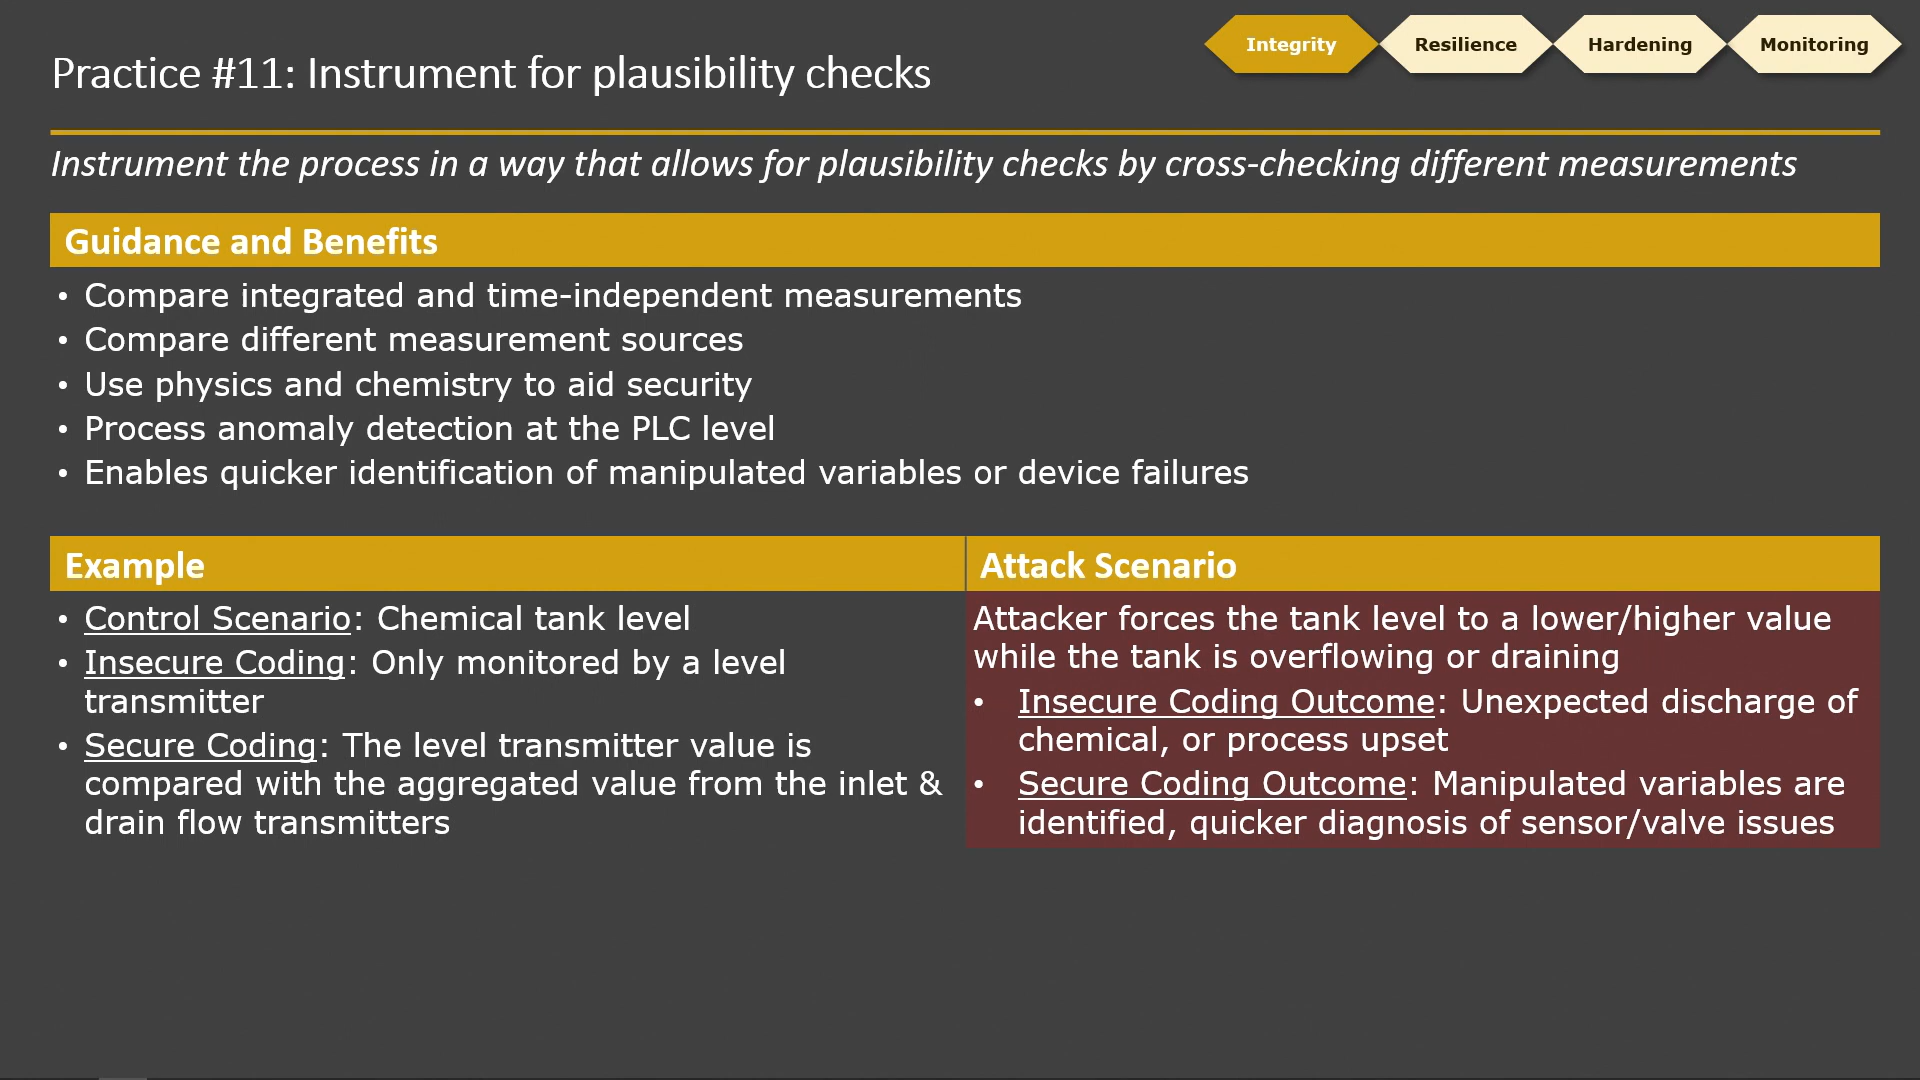 Integrity
Resilience
Hardening
Monitoring
Practice #11: Instrument for plausibility checks
Instrument the process in a way that allows for plausibility checks by cross-checking different measurements
Guidance and Benefits
• Compare integrated and time-independent measurements
• Compare different measurement sources
• Use physics and chemistry to aid security
• Process anomaly detection at the PLC level
• Enables quicker identification of manipulated variables or device failures
Example
• Control Scenario: Chemical tank level
• Insecure Coding: Only monitored by a level
transmitter
• Secure Coding: The level transmitter value is
compared with the aggregated value from the inlet &
drain flow transmitters
Attack Scenario
Attacker forces the tank level to a lower/higher value
while the tank is overflowing or draining
• Insecure Coding Outcome: Unexpected discharge of
chemical, or process upset
• Secure Coding Outcome: Manipulated variables are
identified, quicker diagnosis of sensor/valve issues